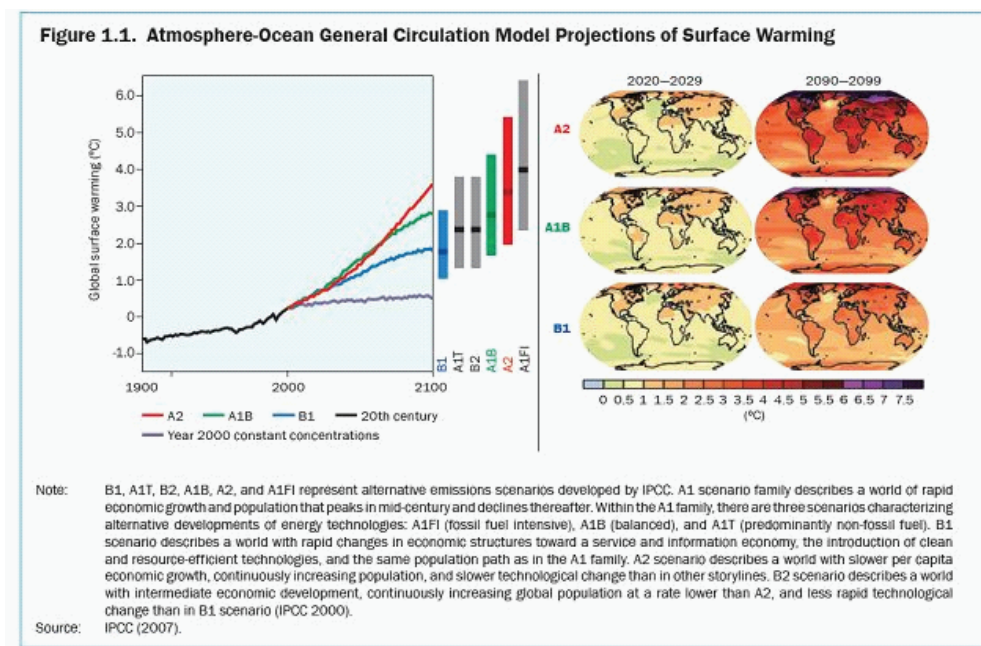 Figure 1.1. Atmosphere-Ocean General Circulation Model Projections of Surface Warming
Global surface warming (ºC)
6.0
5.0
4.0
3.0
2.0
1.0
0
-1.0
1900 2000 2100
B1
A1T
B2
A1B
A2
A1FI
A2 A1B B1 20th century
Year 2000 constant concentrations
2020–2029 2090–2099
A2
A1B
B1
0 0.5 1 1.5 2 2.5 3 3.5 4 4.5 5 5.5 6 6.5 7 7.5
(ºC)
Note: B1, A1T, B2, A1B, A2, and A1FI represent alternative emissions scenarios developed by IPCC. A1 scenario family describes a world of rapid
economic growth and population that peaks in mid-century and declines thereafter. Within the A1 family, there are three scenarios characterizing
alternative developments of energy technologies: A1FI (fossil fuel intensive), A1B (balanced), and A1T (predominantly non-fossil fuel). B1
scenario describes a world with rapid changes in economic structures toward a service and information economy, the introduction of clean
and resource-efficient technologies, and the same population path as in the A1 family. A2 scenario describes a world with slower per capita
economic growth, continuously increasing population, and slower technological change than in other storylines. B2 scenario describes a world
with intermediate economic development, continuously increasing global population at a rate lower than A2, and less rapid technological
change than in B1 scenario (IPCC 2000).
Source: IPCC (2007).